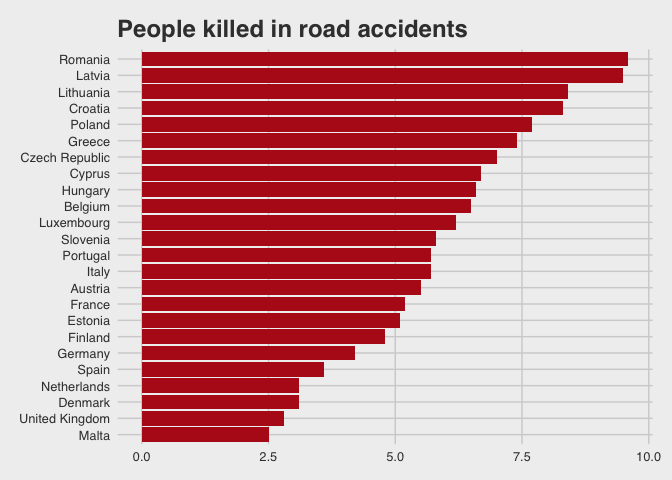 People killed in road accidents
Romania
Latvia
Lithuania
Croatia
Poland
Greece
Czech Republic
Cyprus
Hungary
Belgium
Luxembourg
Slovenia
Portugal
Italy
Austria
France
Estonia
Finland
Germany
Spain
Netherlands
Denmark
United Kingdom
Malta
0.0 2.5 5.0 7.5 10.0